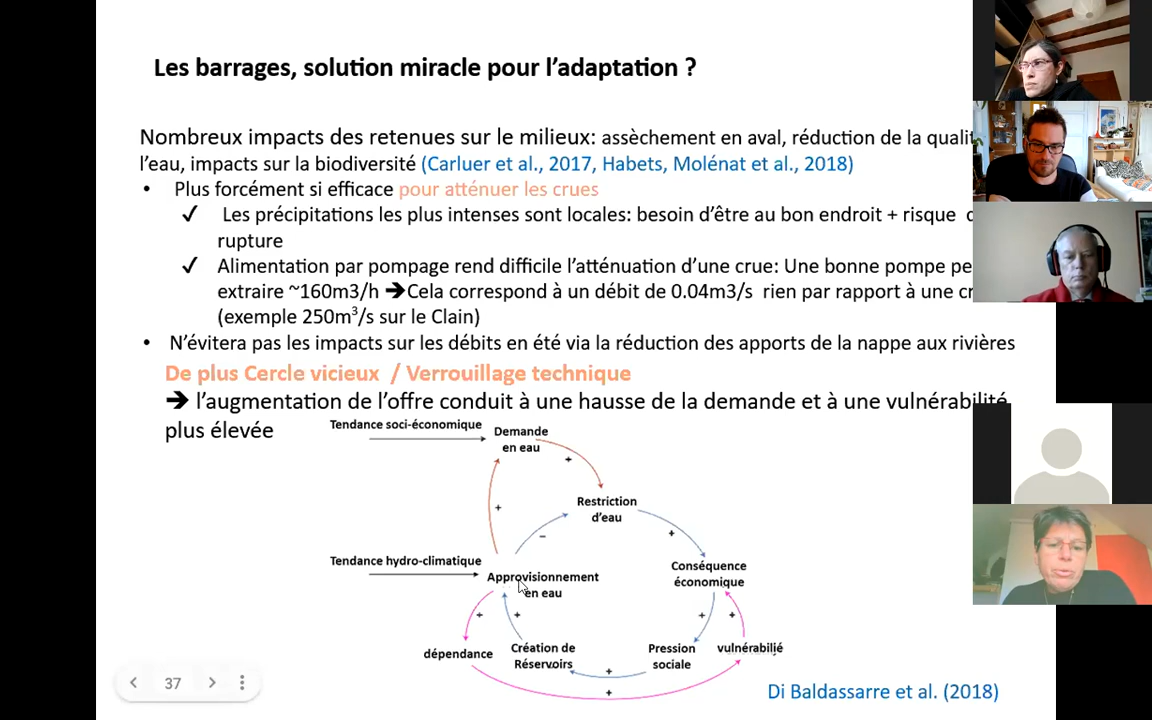 Les barrages, solution miracle pour l'adaptation ?
Nombreux impacts des retenues sur le milieu: assèchement en aval, réduction de la
l'eau, impacts sur la biodiversité (Carluer et al., 2017, Habets, Molénat et al., 2018)
• Plus forcément si efficace pour atténuer les crues
✓ Les précipitations les plus intenses sont locales: besoin d'être au bon endroit + risque
rupture
✓ Alimentation par pompage rend difficile l'atténuation d'une crue: Une bonne pompe
extraire ~160m3/h ➔Cela correspond à un débit de 0.04m3/s rien par rapport à une
(exemple 250m³/s sur le Clain)
• N'évitera pas les impacts sur les débits en été via la réduction des apports de la nappe aux rivières
De plus Cercle vicieux / Verrouillage technique
➔ l'augmentation de l'offre conduit à une hausse de la demande et à une vulnérabilité
plus élevée
Tendance soci-économique
Demande
en eau
+
Restriction
d'eau
+
+
–
Tendance hydro-climatique
Approvisionnement
en eau
Conséquence
économique
+
+
+
+
dépendance
Création de
Réservoirs
Pression
sociale
vulnérabilié
+
+
37
Di Baldassarre et al. (2018)